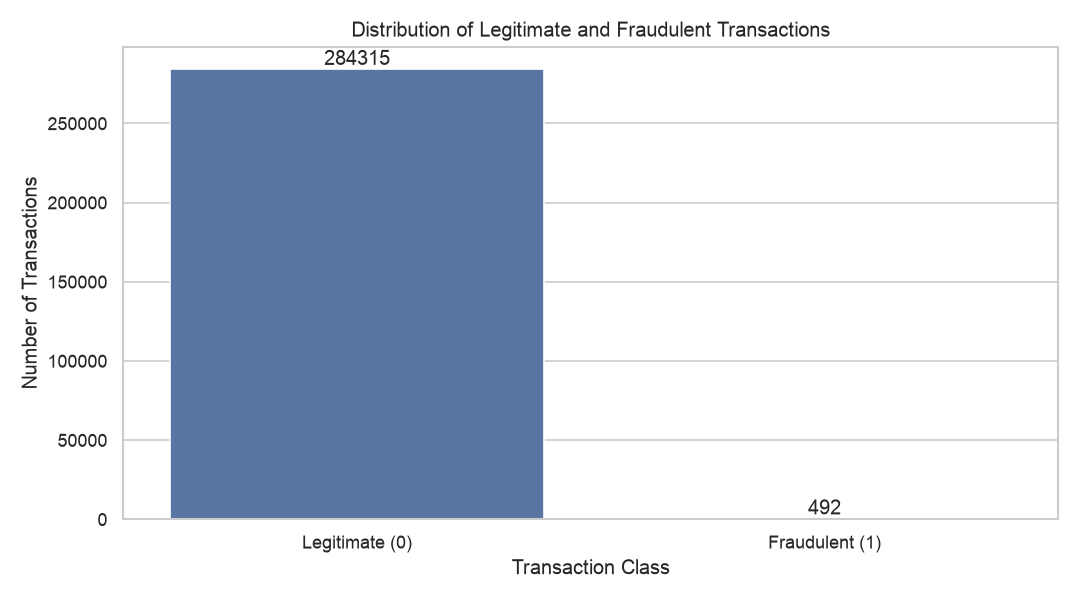 Distribution of Legitimate and Fraudulent Transactions
284315
250000
200000
150000
100000
50000
0
492
Number of Transactions
Legitimate (0)
Fraudulent (1)
Transaction Class